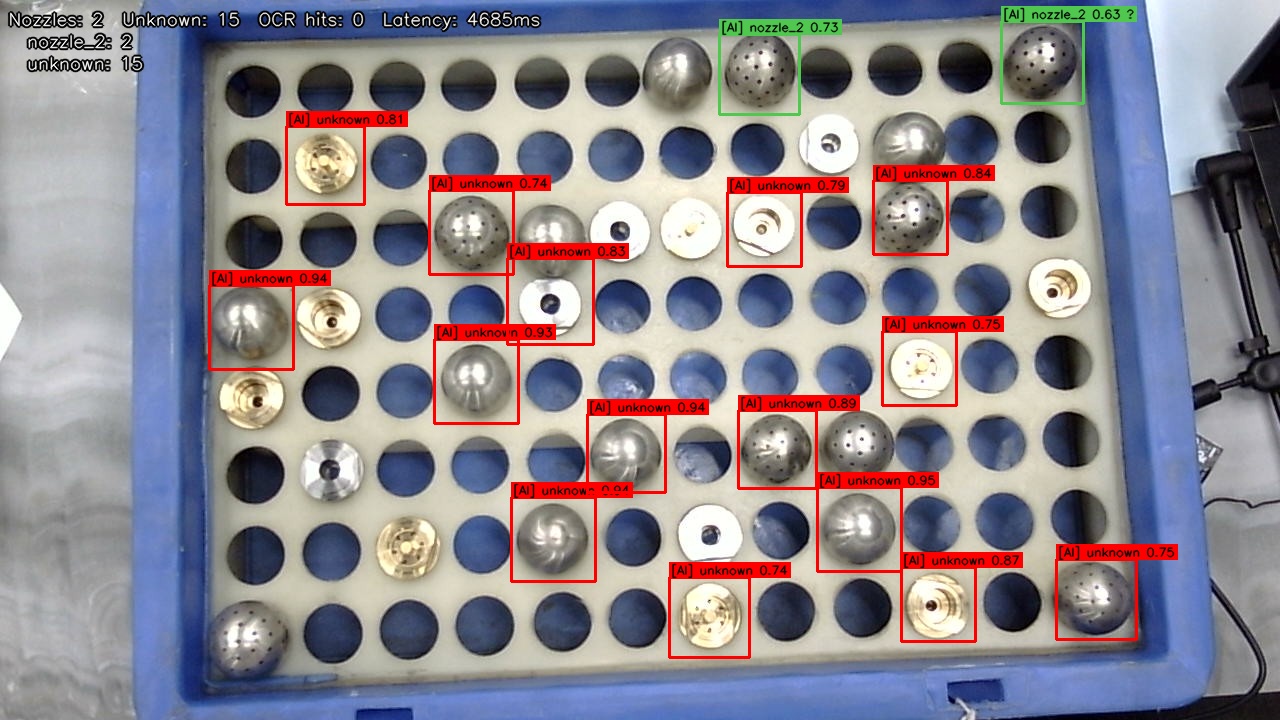 Nozzles: 2  Unknown: 15  OCR hits: 0  Latency: 4685ms
nozzle_2: 2
unknown: 15
[AI] nozzle_2 0.63 ?
[AI] nozzle_2 0.73
[AI] unknown 0.81
[AI] unknown 0.84
[AI] unknown 0.74
[AI] unknown 0.79
[AI] unknown 0.83
[AI] unknown 0.94
[AI] unknown 0.75
[AI] unknown 0.93
[AI] unknown 0.89
[AI] unknown 0.94
[AI] unknown 0.95
[AI] unknown 0.94
[AI] unknown 0.75
[AI] unknown 0.87
[AI] unknown 0.74